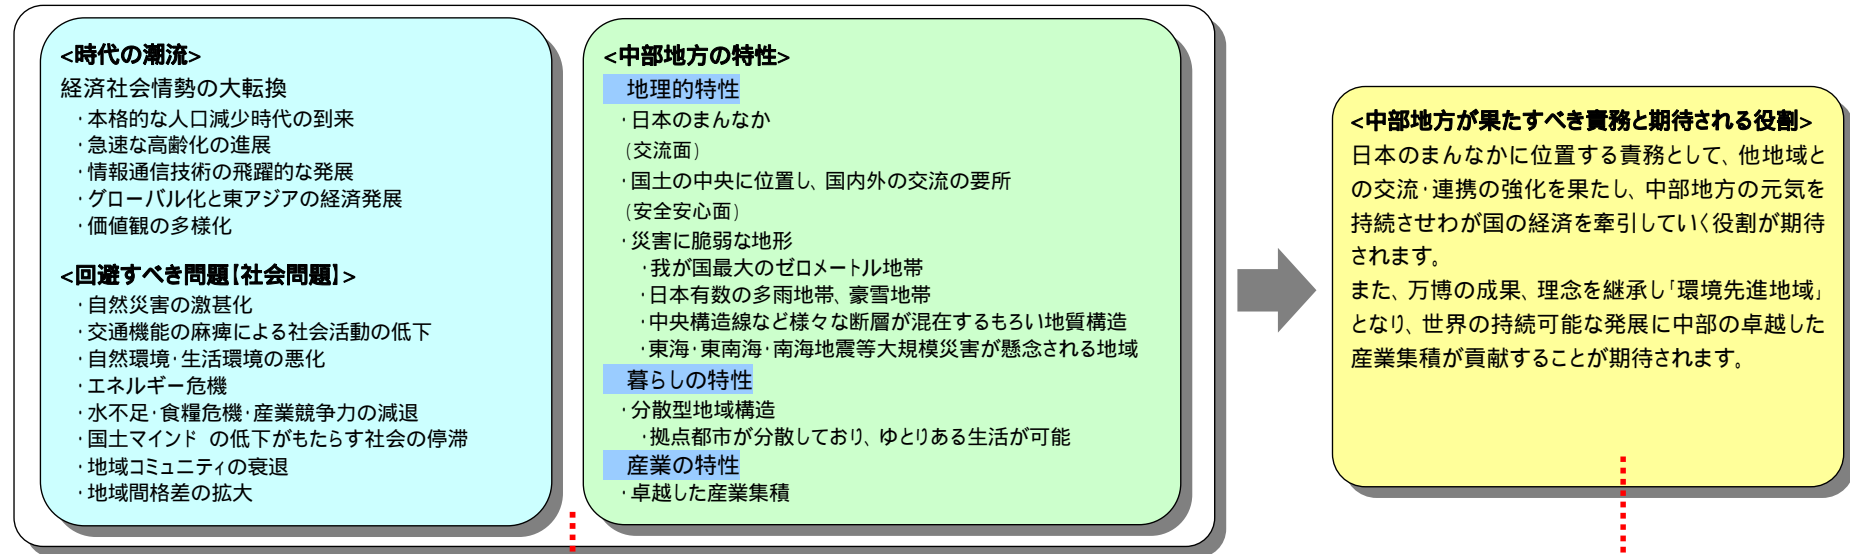 <時代の潮流>
経済社会情勢の大転換
・本格的な人口減少時代の到来
・急速な高齢化の進展
・情報通信技術の飛躍的な発展
・グローバル化と東アジアの経済発展
・価値観の多様化
<回避すべき問題【社会問題】>
・自然災害の激甚化
・交通機能の麻痺による社会活動の低下
・自然環境・生活環境の悪化
・エネルギー危機
・水不足・食糧危機・産業競争力の減退
・国土マインド の低下がもたらす社会の停滞
・地域コミュニティの衰退
・地域間格差の拡大
<中部地方の特性>
地理的特性
・日本のまんなか
(交流面)
・国土の中央に位置し、国内外の交流の要所
(安全安心面)
・災害に脆弱な地形
・我が国最大のゼロメートル地帯
・日本有数の多雨地帯、豪雪地帯
・中央構造線など様々な断層が混在するもろい地質構造
・東海・東南海・南海地震等大規模災害が懸念される地域
暮らしの特性
・分散型地域構造
・拠点都市が分散しており、ゆとりある生活が可能
産業の特性
・卓越した産業集積
<中部地方が果たすべき責務と期待される役割>
日本のまんなかに位置する責務として、他地域と
の交流・連携の強化を果たし、中部地方の元気を
持続させわが国の経済を牽引していく役割が期待
されます。
また、万博の成果、理念を継承し「環境先進地域」
となり、世界の持続可能な発展に中部の卓越した
産業集積が貢献することが期待されます。